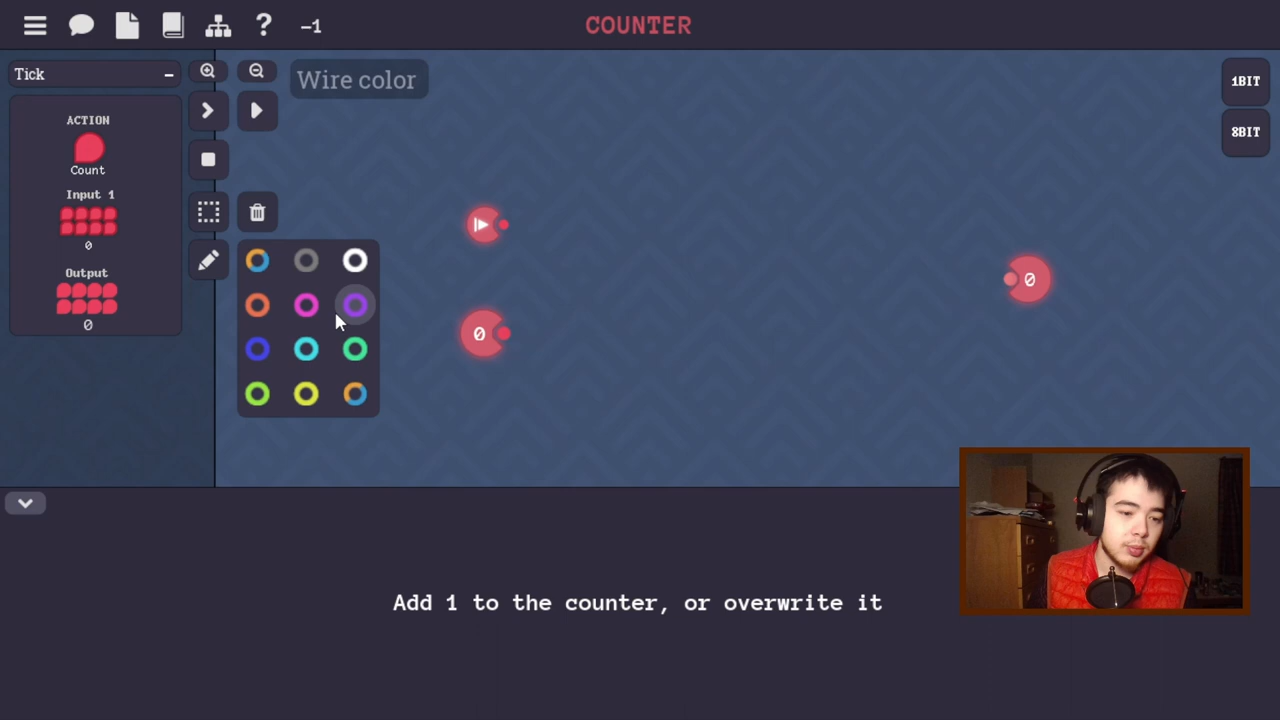 −1
COUNTER
Tick
−
Wire color
1BIT
8BIT
ACTION
Count
Input 1
0
Output
0
0
0
Add 1 to the counter, or overwrite it